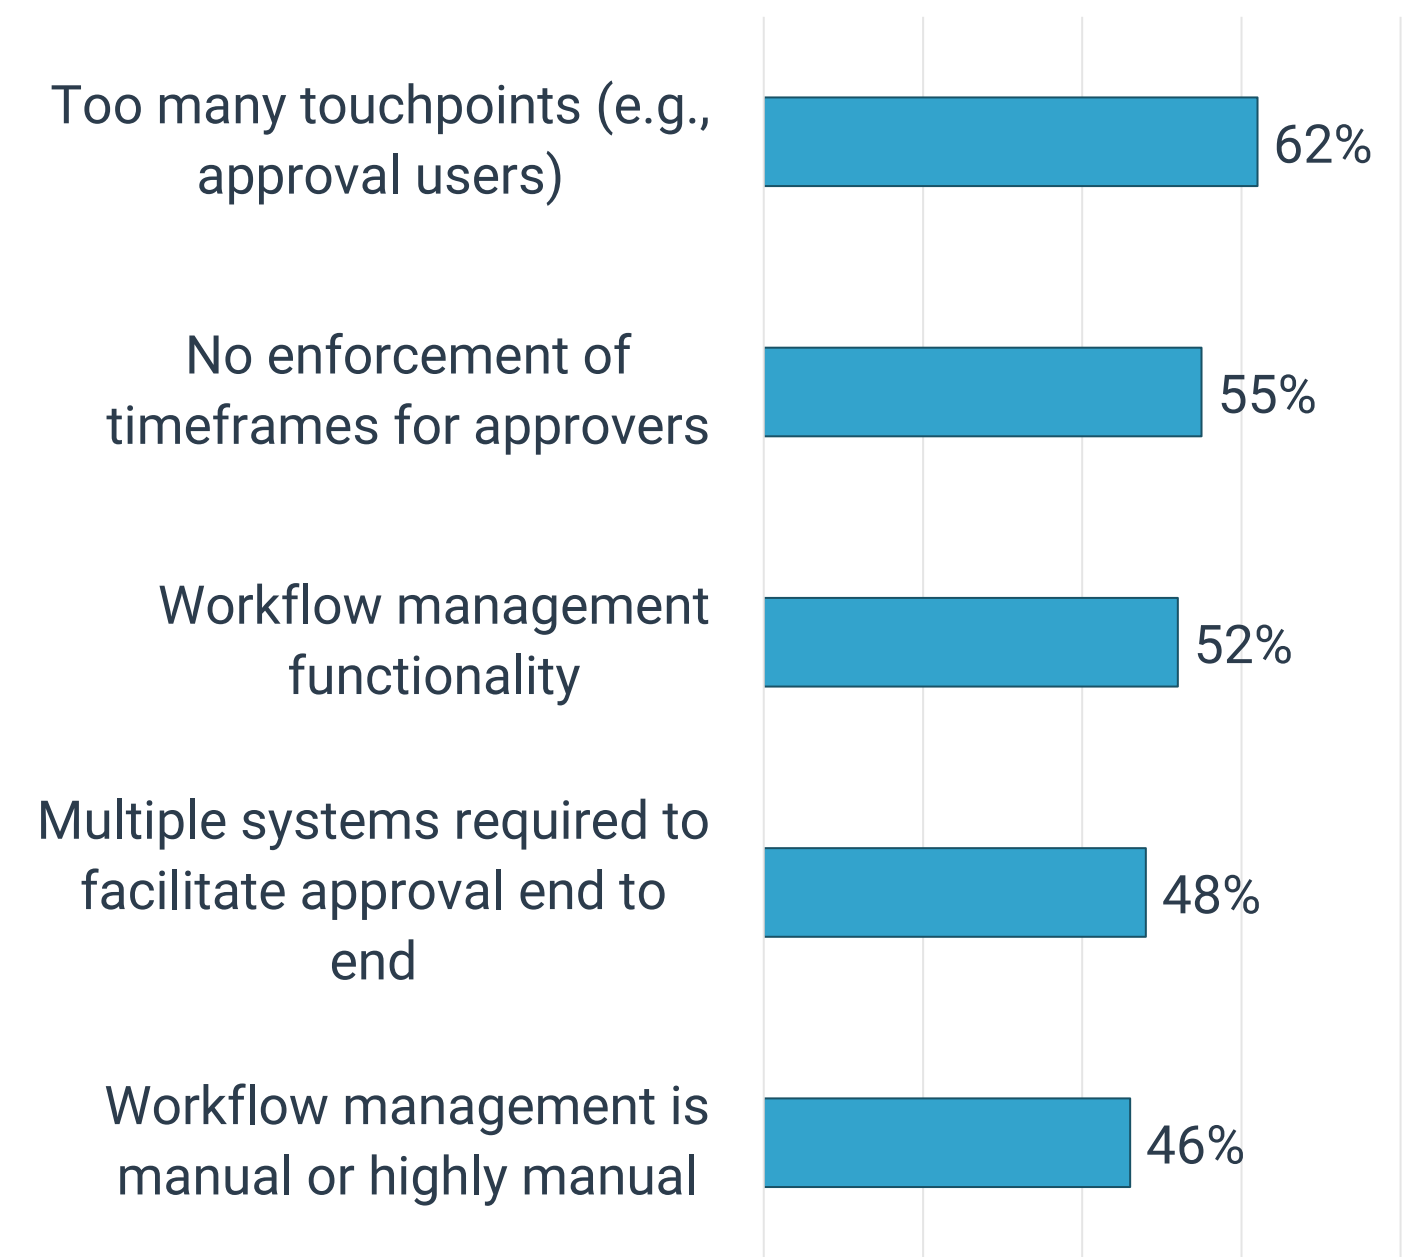 Too many touchpoints (e.g.,
approval users)
62%
No enforcement of
timeframes for approvers
55%
Workflow management
functionality
52%
Multiple systems required to
facilitate approval end to
end
48%
Workflow management is
manual or highly manual
46%